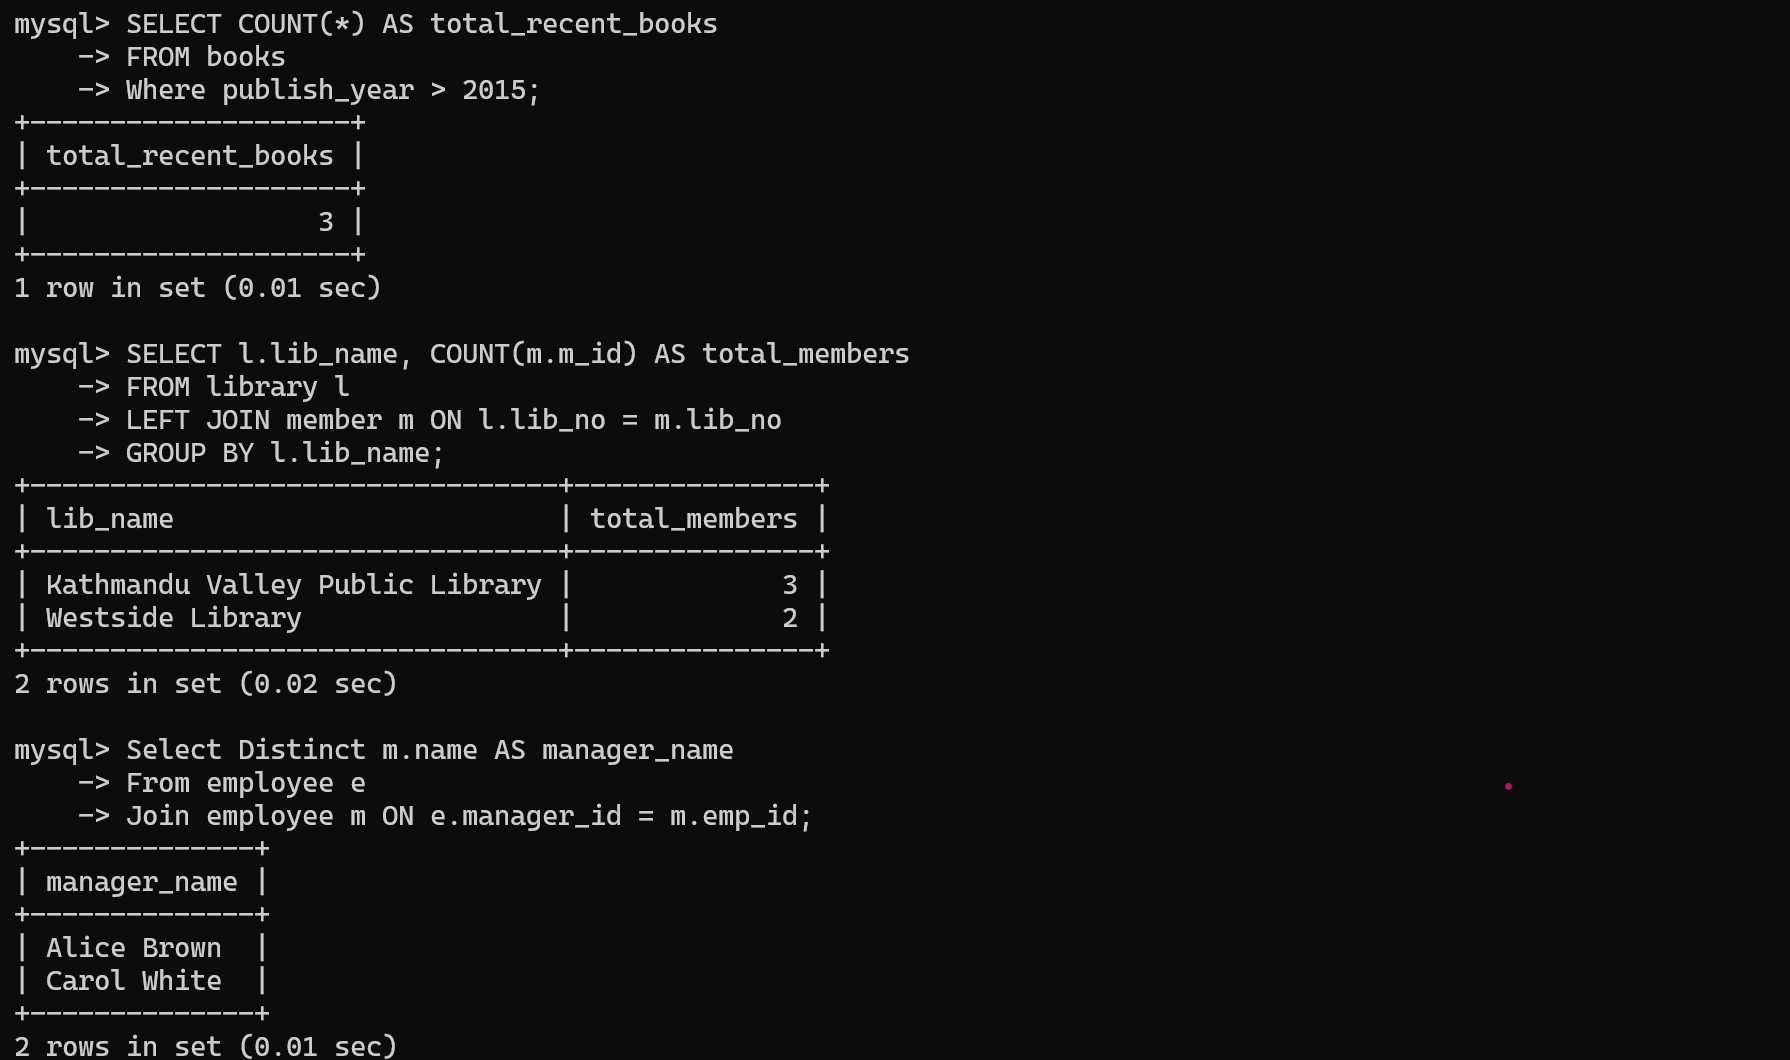 mysql> SELECT COUNT(*) AS total_recent_books
    -> FROM books
    -> Where publish_year > 2015;
+--------------------+
| total_recent_books |
+--------------------+
|                  3 |
+--------------------+
1 row in set (0.01 sec)

mysql> SELECT l.lib_name, COUNT(m.m_id) AS total_members
    -> FROM library l
    -> LEFT JOIN member m ON l.lib_no = m.lib_no
    -> GROUP BY l.lib_name;
+---------------------------------+---------------+
| lib_name                        | total_members |
+---------------------------------+---------------+
| Kathmandu Valley Public Library |             3 |
| Westside Library                |             2 |
+---------------------------------+---------------+
2 rows in set (0.02 sec)

mysql> Select Distinct m.name AS manager_name
    -> From employee e
    -> Join employee m ON e.manager_id = m.emp_id;
+--------------+
| manager_name |
+--------------+
| Alice Brown  |
| Carol White  |
+--------------+
2 rows in set (0.01 sec)